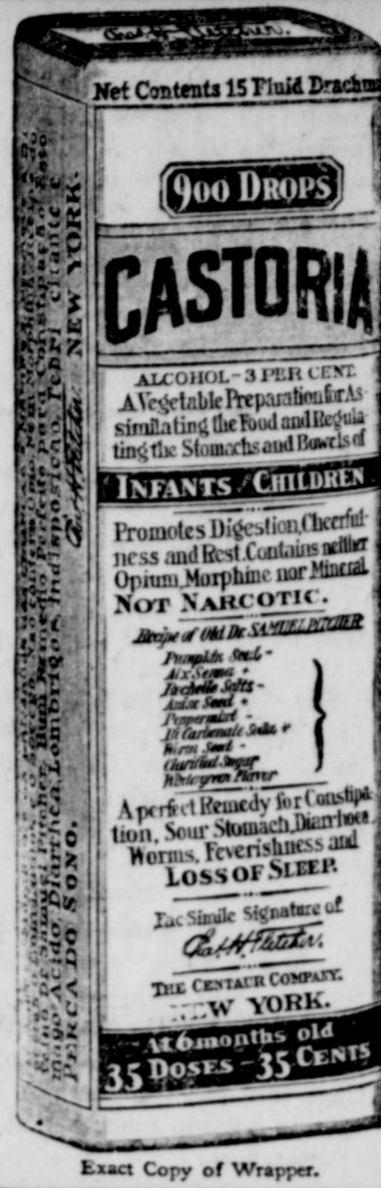 Chas H Fletcher.
Net Contents 15 Fluid Drachm
900 DROPS
CASTORIA
ALCOHOL-3 PER CENT.
A Vegetable Preparation for As
similating the Food and Regula
ting the Stomachs and Bowels of
INFANTS CHILDREN
Promotes Digestion, Cheerful-
ness and Rest. Contains neither
Opium, Morphine nor Mineral
NOT NARCOTIC.
Recipe of Old Dr. SAMUEL PITCHER
Pumpkin Seed -
Alx Senna +
Rochelle Salts -
Anise Seed +
Peppermint -
Bi Carbonate Soda +
Worm Seed -
Clarified Sugar
Wintergreen Flavor
A perfect Remedy for Constipa-
tion, Sour Stomach, Diarrhoea
Worms, Feverishness and
LOSS OF SLEEP.
Fac Simile Signature of
Chas H Fletcher.
THE CENTAUR COMPANY.
NEW YORK.
At 6 months old
35 DOSES - 35 CENTS
Chas H Fletcher. NEW YORK.
PERCA DO SONO.
Exact Copy of Wrapper.